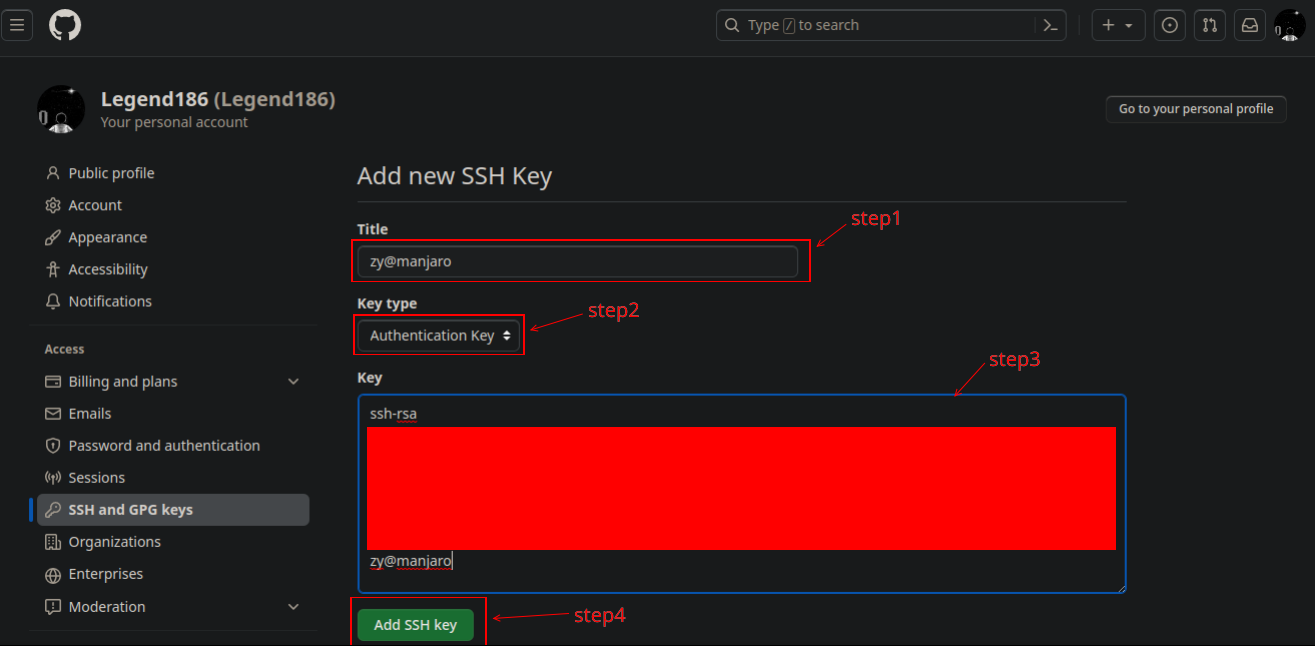 Type / to search
Legend186 (Legend186)
Your personal account
Go to your personal profile
Public profile
Account
Appearance
Accessibility
Notifications
Access
Billing and plans
Emails
Password and authentication
Sessions
SSH and GPG keys
Organizations
Enterprises
Moderation
Add new SSH Key
step1
Title
zy@manjaro
Key type
step2
Authentication Key
step3
Key
ssh-rsa
zy@manjaro
Add SSH key
step4